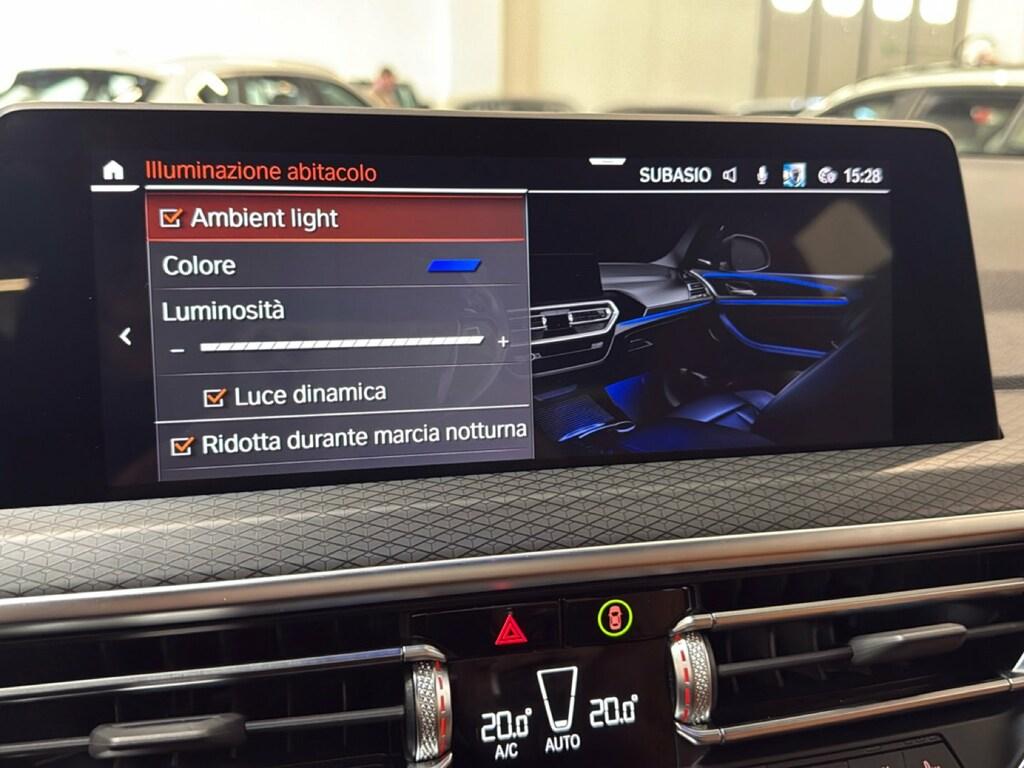 Illuminazione abitacolo
SUBASIO 15:28
Ambient light
Colore
Luminosità
- +
Luce dinamica
Ridotta durante marcia notturna
20.0° 20.0°
A/C AUTO